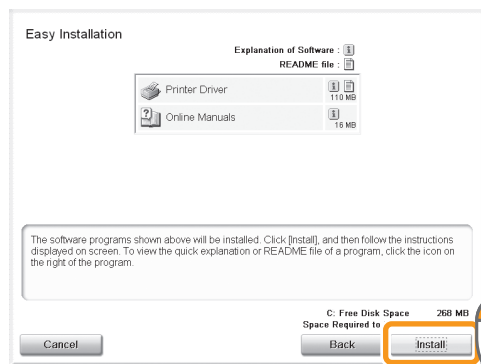 Easy Installation
Explanation of Software :
README file :
Printer Driver
110 MB
Online Manuals
16 MB
The software programs shown above will be installed. Click [Install], and then follow the instructions
displayed on screen. To view the quick explanation or README file of a program, click the icon on
the right of the program.
C: Free Disk Space 268 MB
Space Required to
Cancel
Back
Install